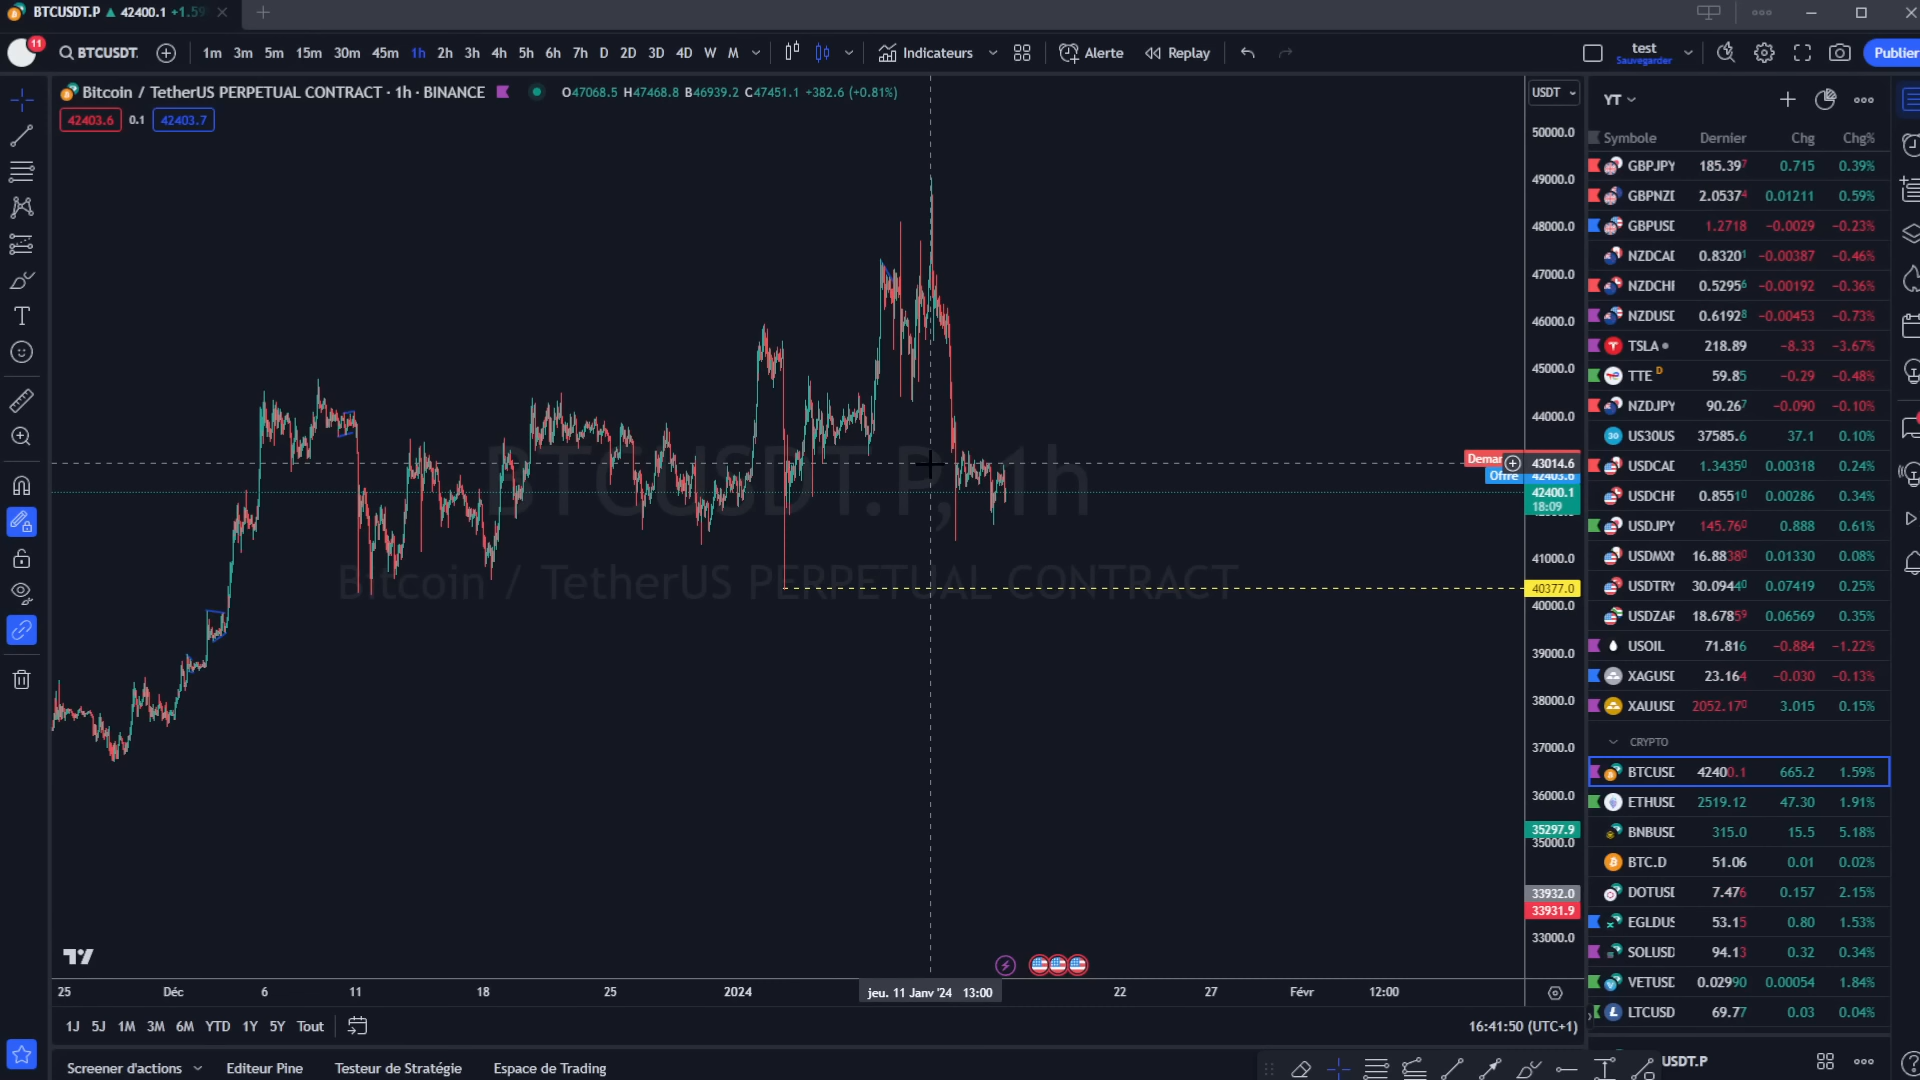 BTCUSDT.P ▲ 42400.1 +1.59
11 BTCUSDT. 1m 3m 5m 15m 30m 45m 1h 2h 3h 4h 5h 6h 7h D 2D 3D 4D W M Indicateurs Alerte Replay test Sauvegarder Publier
Bitcoin / TetherUS PERPETUAL CONTRACT · 1h · BINANCE O47068.5 H47468.8 B46939.2 C47451.1 +382.6 (+0.81%)
42403.6 0.1 42403.7
BTCUSDT.P, 1h
Bitcoin / TetherUS PERPETUAL CONTRACT
USDT
50000.0
49000.0
48000.0
47000.0
46000.0
45000.0
44000.0
Demar 43014.6
Offre 42403.6
42400.1
18:09
41000.0
40377.0
40000.0
39000.0
38000.0
37000.0
36000.0
35297.9
35000.0
33932.0
33931.9
33000.0
25 Déc 6 11 18 25 2024 jeu. 11 Janv '24 13:00 22 27 Févr 12:00
1J 5J 1M 3M 6M YTD 1Y 5Y Tout 16:41:50 (UTC+1)
Screener d'actions Editeur Pine Testeur de Stratégie Espace de Trading
YT
Symbole Dernier Chg Chg%
GBPJPY 185.397 0.715 0.39%
GBPNZD 2.05374 0.01211 0.59%
GBPUSD 1.2718 −0.0029 −0.23%
NZDCAD 0.83201 −0.00387 −0.46%
NZDCHF 0.52956 −0.00192 −0.36%
NZDUSD 0.61928 −0.00453 −0.73%
TSLA 218.89 −8.33 −3.67%
TTE D 59.85 −0.29 −0.48%
NZDJPY 90.267 −0.090 −0.10%
30 US30US 37585.6 37.1 0.10%
USDCAD 1.34350 0.00318 0.24%
USDCHF 0.85510 0.00286 0.34%
USDJPY 145.760 0.888 0.61%
USDMXN 16.88380 0.01330 0.08%
USDTRY 30.09440 0.07419 0.25%
USDZAR 18.67859 0.06569 0.35%
USOIL 71.816 −0.884 −1.22%
XAGUSD 23.164 −0.030 −0.13%
XAUUSD 2052.170 3.015 0.15%
CRYPTO
BTCUSD 42400.1 665.2 1.59%
ETHUSD 2519.12 47.30 1.91%
BNBUSD 315.0 15.5 5.18%
BTC.D 51.06 0.01 0.02%
DOTUSD 7.476 0.157 2.15%
EGLDUS 53.15 0.80 1.53%
SOLUSD 94.13 0.32 0.34%
VETUSD 0.02990 0.00054 1.84%
LTCUSD 69.77 0.03 0.04%
USDT.P